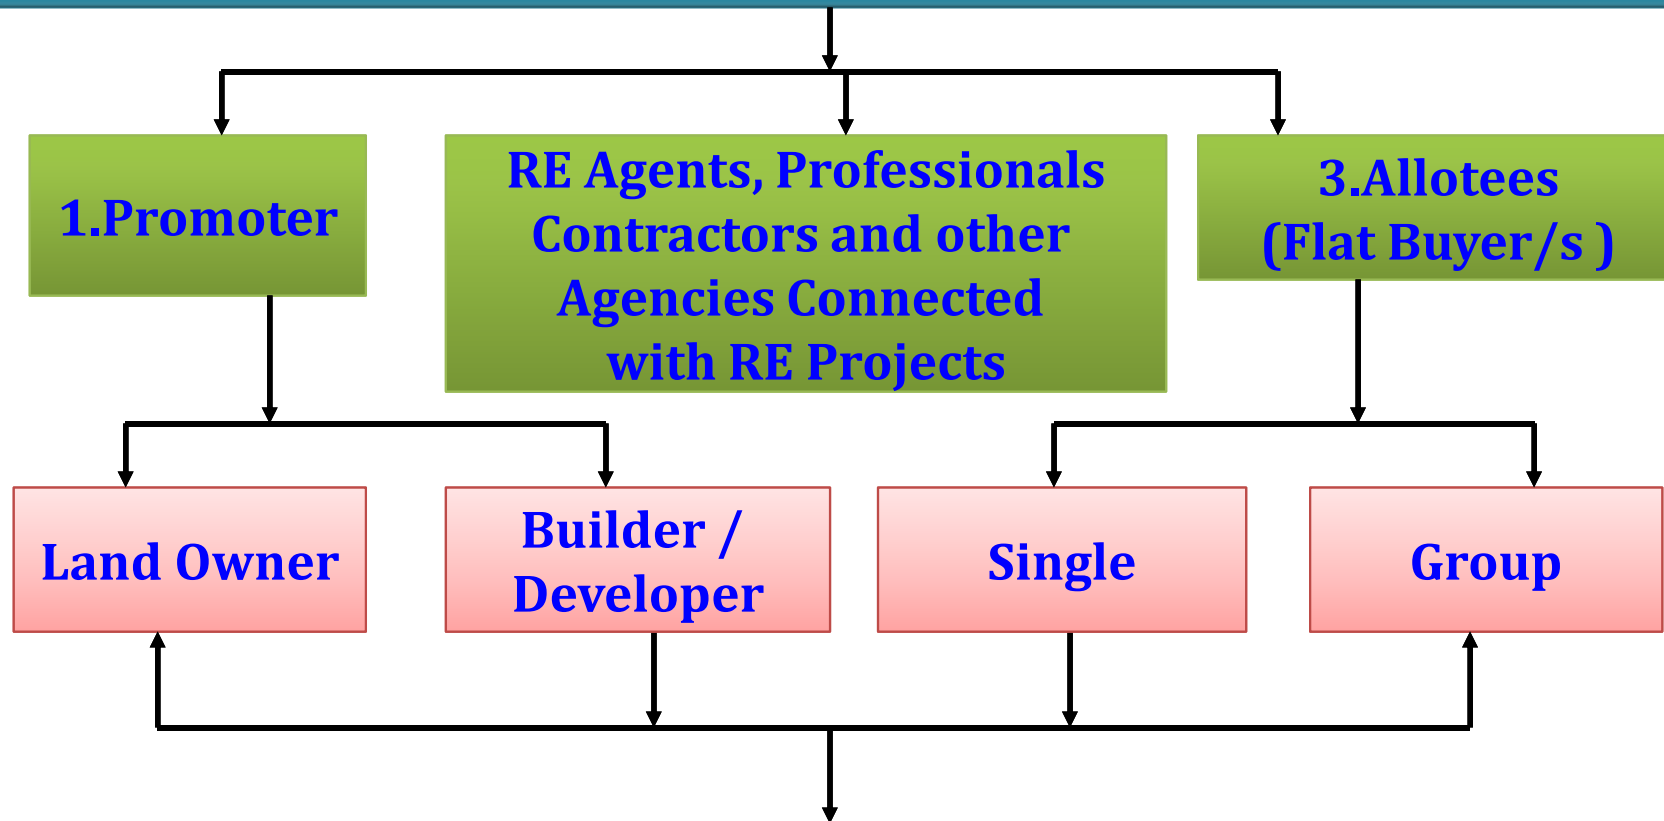 1.Promoter
RE Agents, Professionals
Contractors and other
Agencies Connected
with RE Projects
3.Allotees
(Flat Buyer/s )
Land Owner
Builder /
Developer
Single
Group